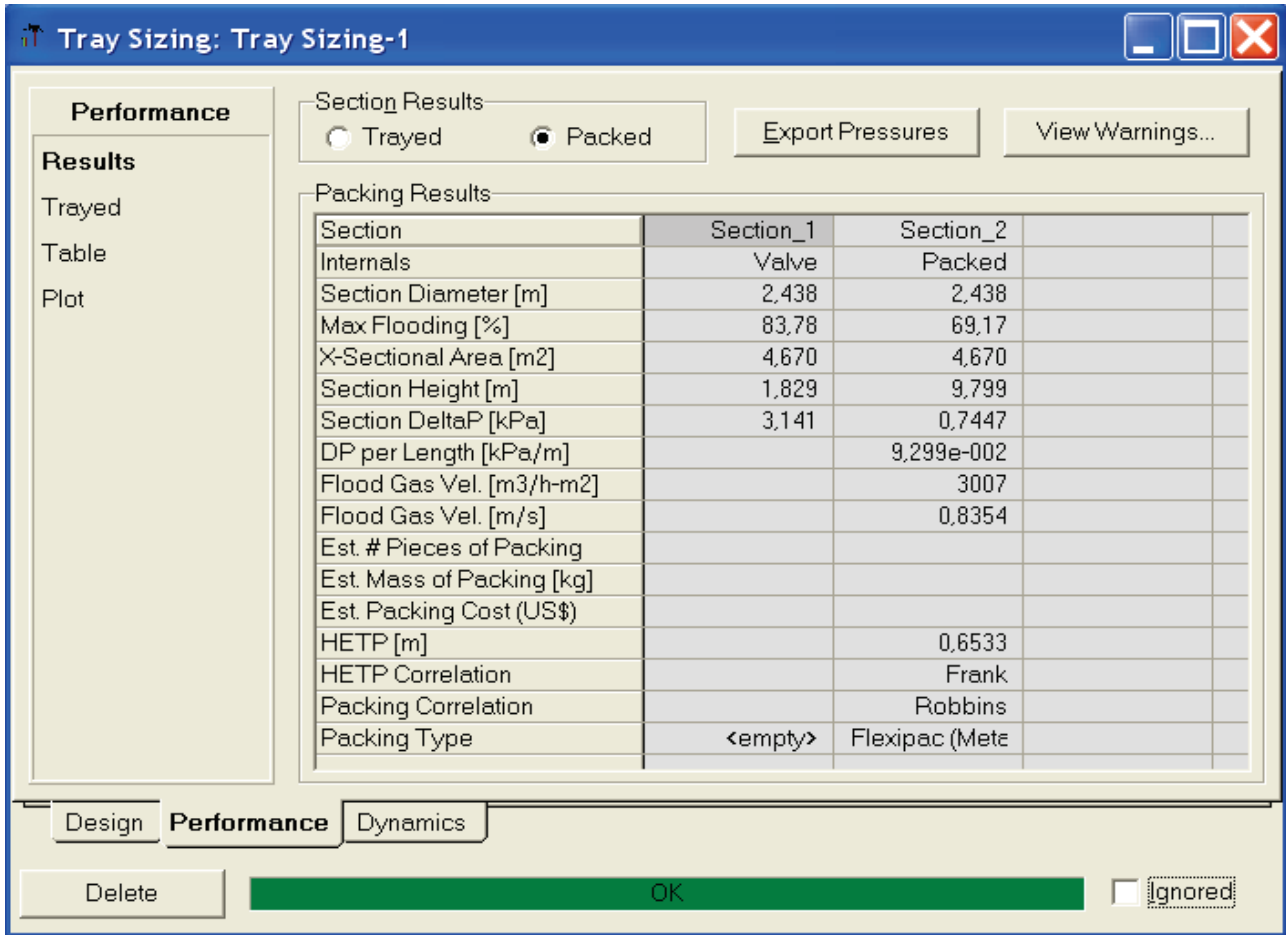 Tray Sizing: Tray Sizing-1
Performance
Results
Trayed
Table
Plot
Section Results
Trayed Packed
Export Pressures
View Warnings...
Packing Results
Section Section_1 Section_2
Internals Valve Packed
Section Diameter [m] 2,438 2,438
Max Flooding [%] 83,78 69,17
X-Sectional Area [m2] 4,670 4,670
Section Height [m] 1,829 9,799
Section DeltaP [kPa] 3,141 0,7447
DP per Length [kPa/m] 9,299e-002
Flood Gas Vel. [m3/h-m2] 3007
Flood Gas Vel. [m/s] 0,8354
Est. # Pieces of Packing
Est. Mass of Packing [kg]
Est. Packing Cost (US$)
HETP [m] 0,6533
HETP Correlation Frank
Packing Correlation Robbins
Packing Type <empty> Flexipac (Meta
Design Performance Dynamics
Delete OK Ignored